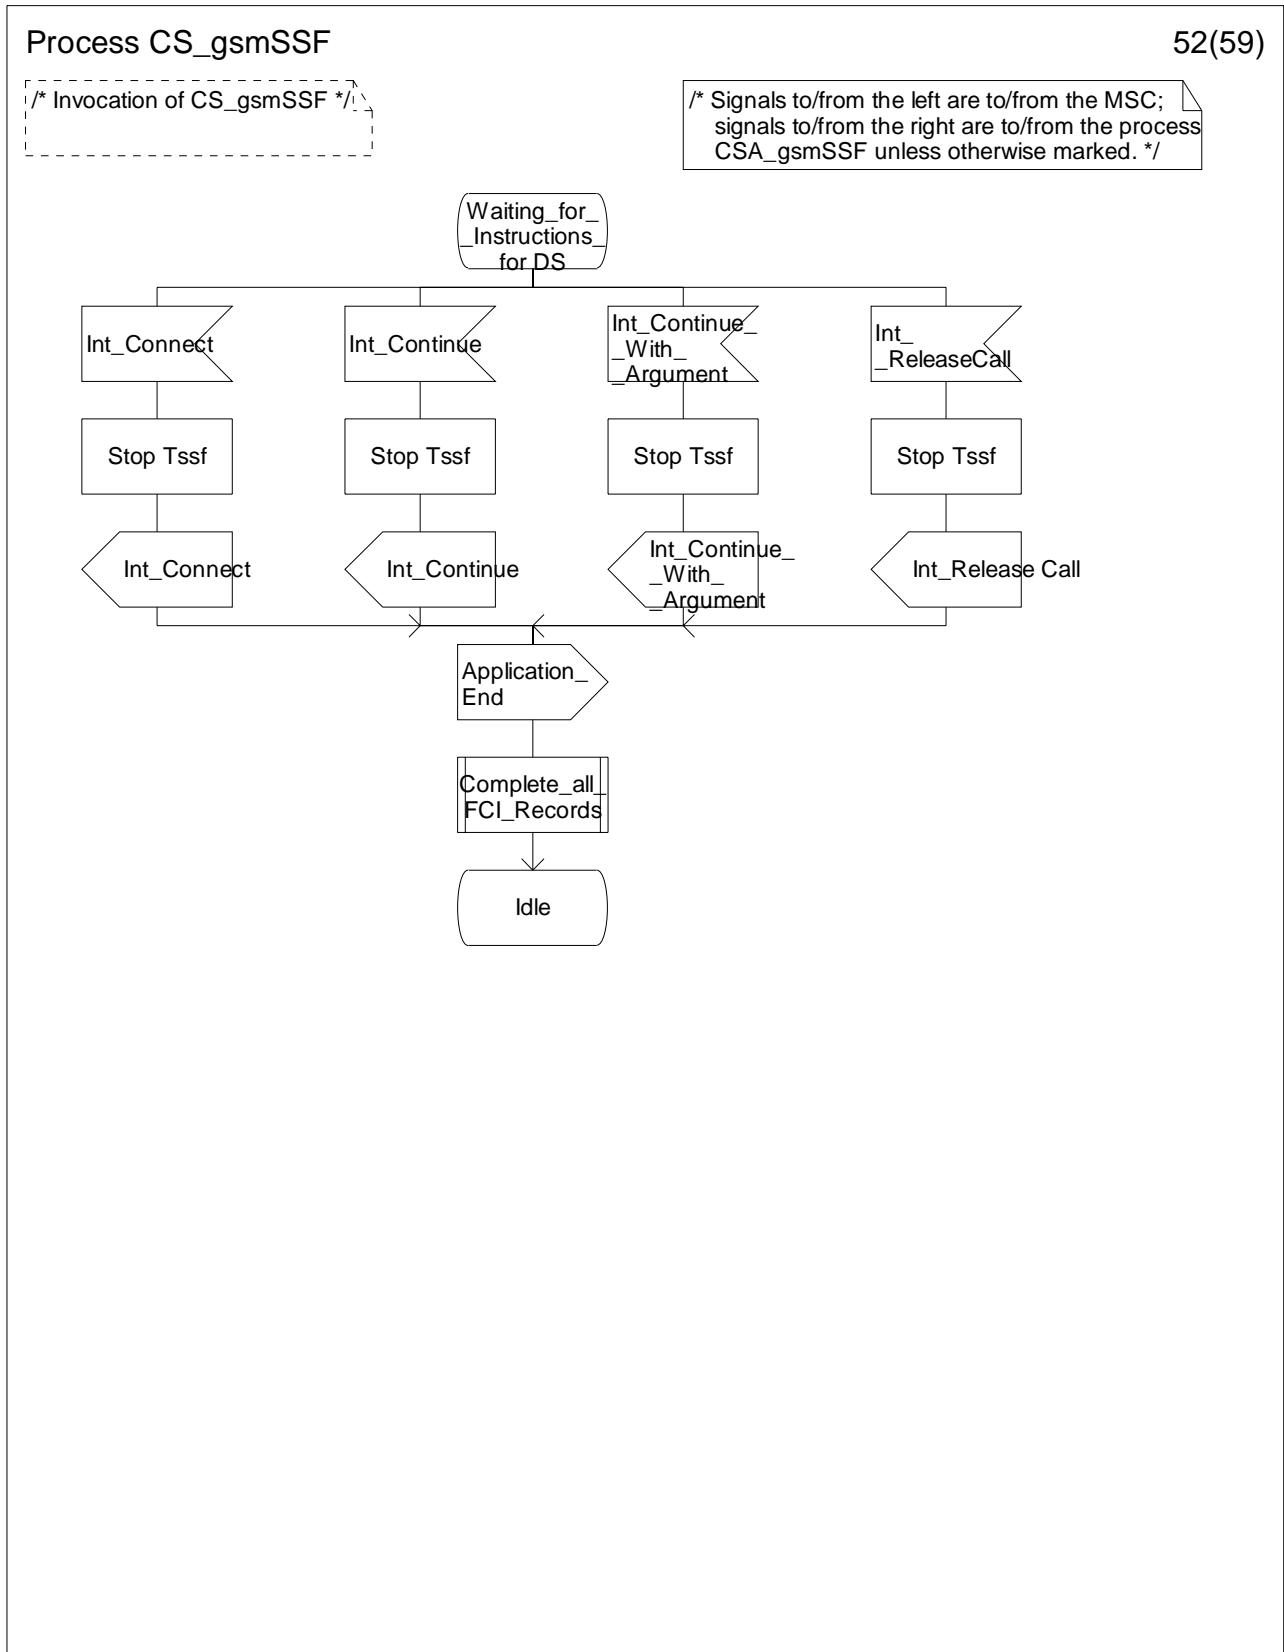 Process CS_gsmSSF
52(59)
/* Invocation of CS_gsmSSF */
/* Signals to/from the left are to/from the MSC;
signals to/from the right are to/from the process
CSA_gsmSSF unless otherwise marked. */
Waiting_for_
_Instructions_
for DS
Int_Connect
Int_Continue
Int_Continue_
_With_
_Argument
Int_
_ReleaseCall
Stop Tssf
Stop Tssf
Stop Tssf
Stop Tssf
Int_Connect
Int_Continue
Int_Continue_
_With_
_Argument
Int_Release Call
Application_
End
Complete_all_
FCI_Records
Idle